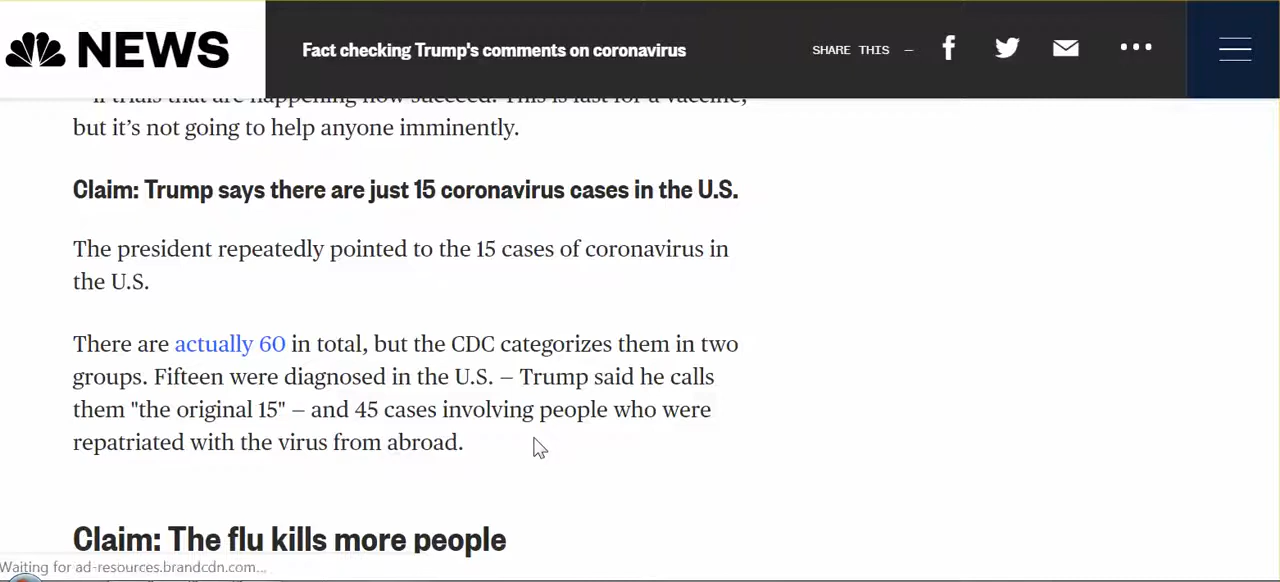 NEWS
Fact checking Trump's comments on coronavirus
SHARE THIS –
if trials that are happening now succeed. This is fast for a vaccine,
but it's not going to help anyone imminently.
Claim: Trump says there are just 15 coronavirus cases in the U.S.
The president repeatedly pointed to the 15 cases of coronavirus in
the U.S.
There are actually 60 in total, but the CDC categorizes them in two
groups. Fifteen were diagnosed in the U.S. – Trump said he calls
them "the original 15" – and 45 cases involving people who were
repatriated with the virus from abroad.
Claim: The flu kills more people
Waiting for ad-resources.brandcdn.com...